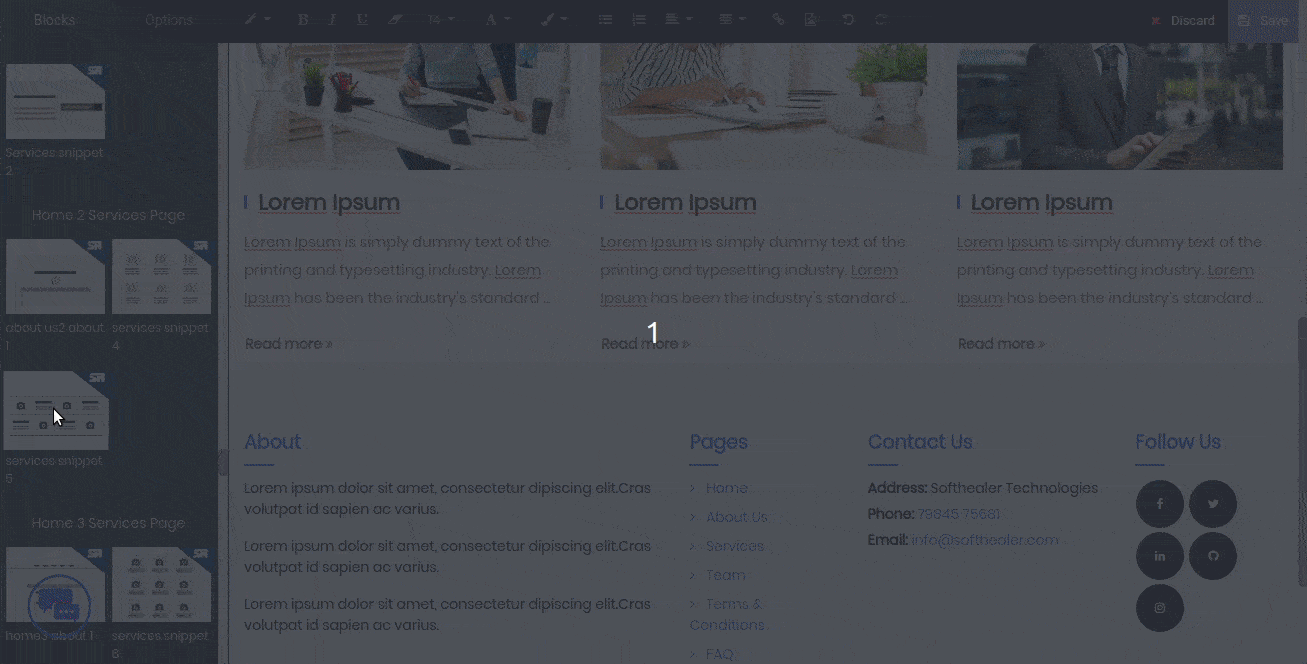 Blocks
Options
B I U 14 A
Discard
Save
Services snippet
2
Home 2 Services Page
about us2 about
1
services snippet
4
services snippet
5
Home 3 Services Page
home3 about 1
services snippet
6
Lorem Ipsum
Lorem Ipsum is simply dummy text of the
printing and typesetting industry. Lorem
Ipsum has been the industry's standard ...
Read more »
Lorem Ipsum
Lorem Ipsum is simply dummy text of the
printing and typesetting industry. Lorem
Ipsum has been the industry's standard ...
Read more »
Lorem Ipsum
Lorem Ipsum is simply dummy text of the
printing and typesetting industry. Lorem
Ipsum has been the industry's standard ...
Read more »
1
About
Lorem ipsum dolor sit amet, consectetur dipiscing elit.Cras
volutpat id sapien ac varius.
Lorem ipsum dolor sit amet, consectetur dipiscing elit.Cras
volutpat id sapien ac varius.
Lorem ipsum dolor sit amet, consectetur dipiscing elit.Cras
volutpat id sapien ac varius.
Pages
> Home
> About Us
> Services
> Team
> Terms &
Conditions
> FAQ
Contact Us
Address: Softhealer Technologies
Phone: 79845 75681
Email: info@softhealer.com
Follow Us